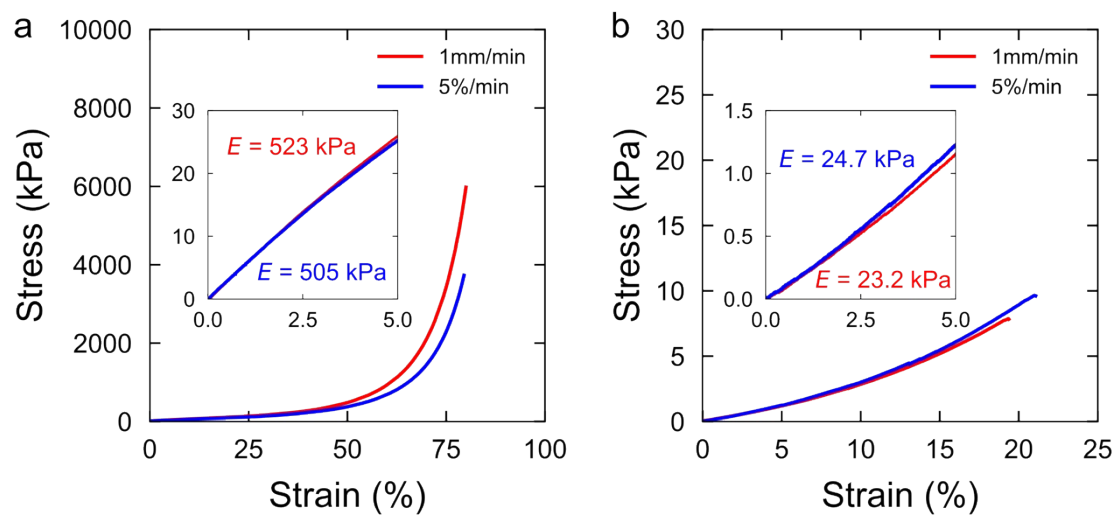 a
10000
8000
6000
4000
2000
0
Stress (kPa)
1mm/min
5%/min
30
20
10
0
E = 523 kPa
E = 505 kPa
0.0 2.5 5.0
0 25 50 75 100
Strain (%)
b
30
25
20
15
10
5
0
Stress (kPa)
1mm/min
5%/min
1.5
1.0
0.5
0.0
E = 24.7 kPa
E = 23.2 kPa
0.0 2.5 5.0
0 5 10 15 20 25
Strain (%)